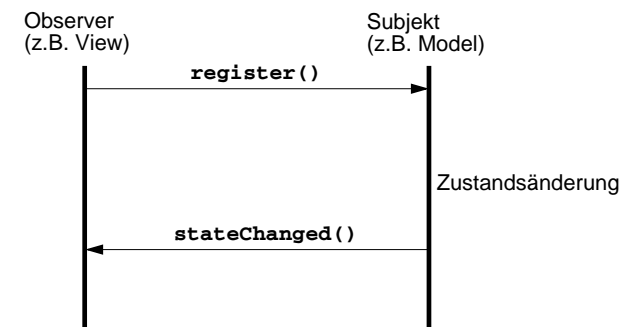 Observer
(z.B. View)
Subjekt
(z.B. Model)
register()
Zustandsänderung
stateChanged()